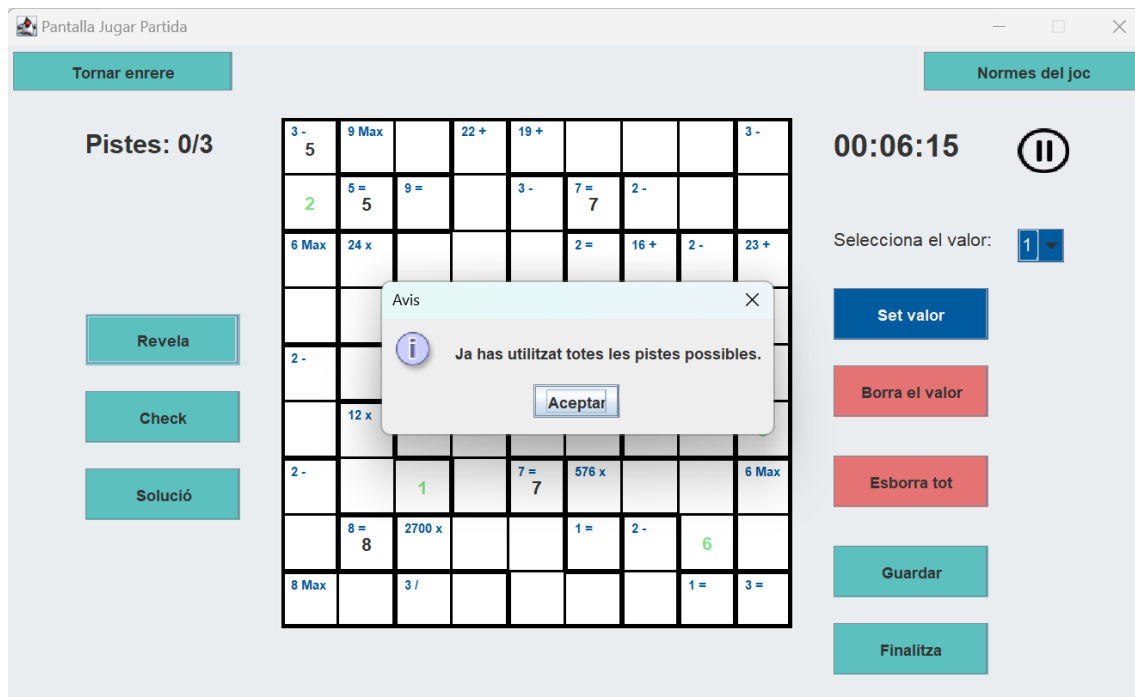 Pantalla Jugar Partida
Tornar enrere
Normes del joc
Pistes: 0/3
00:06:15
3 - 9 Max 22 + 19 + 3 -
5
5 = 9 = 3 - 7 = 2 -
2 5 7
6 Max 24 x 2 = 16 + 2 - 23 +
Selecciona el valor: 1
Avis
Set valor
Revela
Ja has utilitzat totes les pistes possibles.
2 -
Borra el valor
Aceptar
Check
12 x
2 - 7 = 576 x 6 Max
1 7
Esborra tot
Solució
8 = 2700 x 1 = 2 -
8 6
Guardar
8 Max 3 / 1 = 3 =
Finalitza